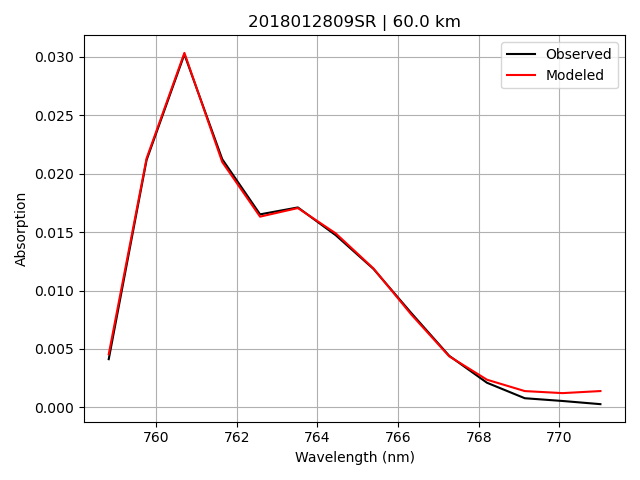 2018012809SR | 60.0 km
Observed
Modeled
0.030
0.025
0.020
0.015
0.010
0.005
0.000
Absorption
760 762 764 766 768 770
Wavelength (nm)